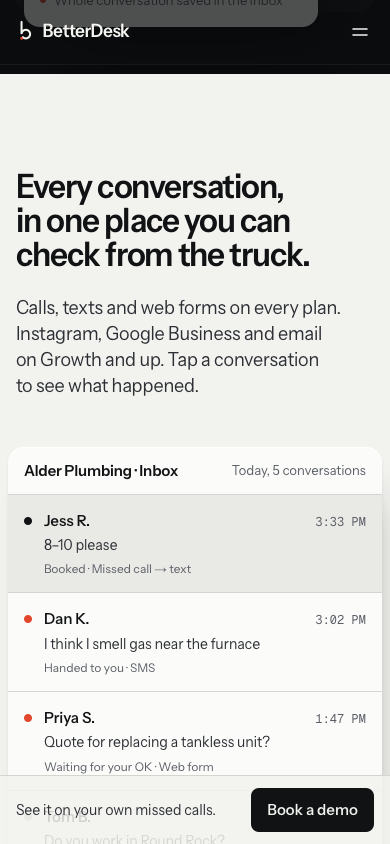 Whole conversation saved in the inbox
BetterDesk
Every conversation,
in one place you can
check from the truck.
Calls, texts and web forms on every plan.
Instagram, Google Business and email
on Growth and up. Tap a conversation
to see what happened.
Alder Plumbing · Inbox
Today, 5 conversations
Jess R.
3:33 PM
8–10 please
Booked · Missed call → text
Dan K.
3:02 PM
I think I smell gas near the furnace
Handed to you · SMS
Priya S.
1:47 PM
Quote for replacing a tankless unit?
Waiting for your OK · Web form
See it on your own missed calls.
Book a demo
Tom B.
Do you work in Round Rock?